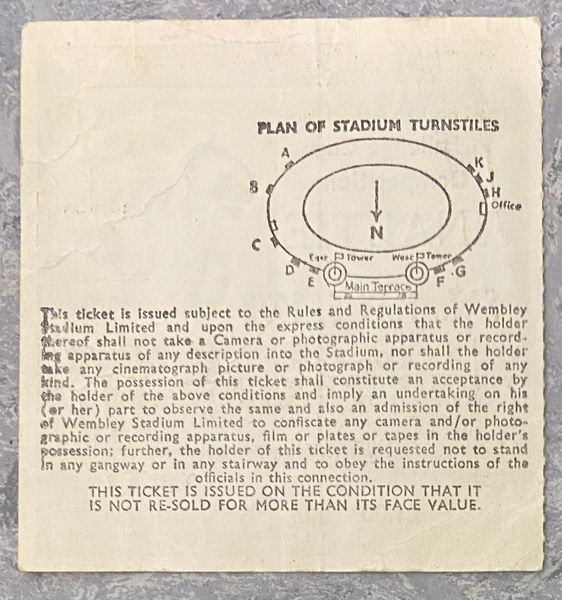 PLAN OF STADIUM TURNSTILES
A
K
J
B
H
Office
N
C
East Tower
West Tower
D
G
E
F
Main Terrace
This ticket is issued subject to the Rules and Regulations of Wembley
Stadium Limited and upon the express conditions that the holder
thereof shall not take a Camera or photographic apparatus or record-
ing apparatus of any description into the Stadium, nor shall the holder
take any cinematograph picture or photograph or recording of any
kind. The possession of this ticket shall constitute an acceptance by
the holder of the above conditions and imply an undertaking on his
(or her) part to observe the same and also an admission of the right
of Wembley Stadium Limited to confiscate any camera and/or photo-
graphic or recording apparatus, film or plates or tapes in the holder's
possession; further, the holder of this ticket is requested not to stand
in any gangway or in any stairway and to obey the instructions of the
officials in this connection.
THIS TICKET IS ISSUED ON THE CONDITION THAT IT
IS NOT RE-SOLD FOR MORE THAN ITS FACE VALUE.